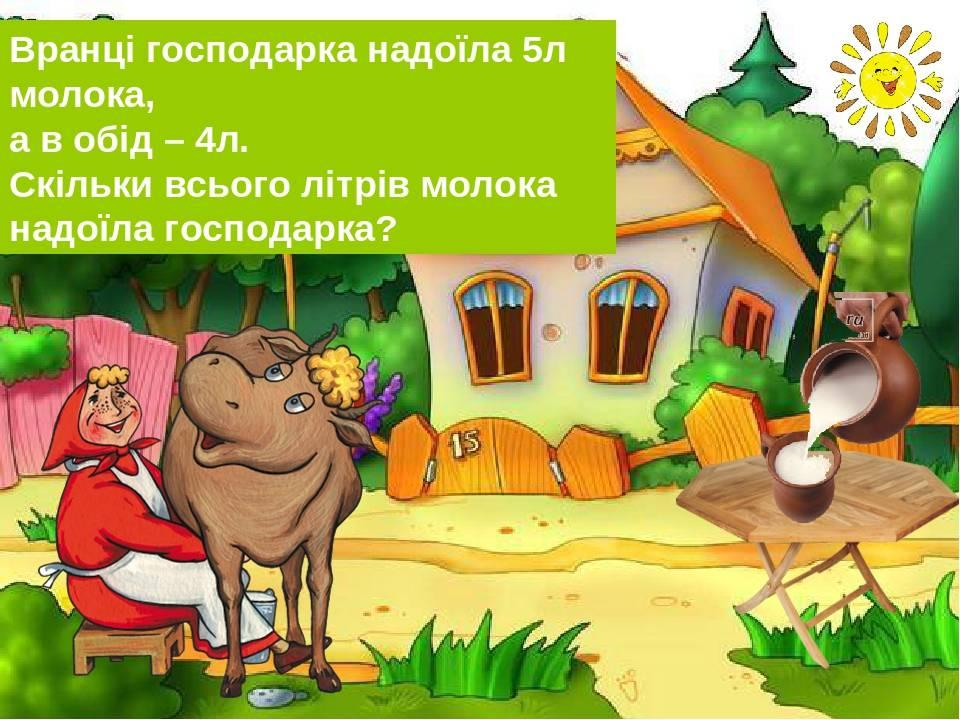 Вранці господарка надоїла 5л
молока,
а в обід – 4л.
Скільки всього літрів молока
надоїла господарка?
15